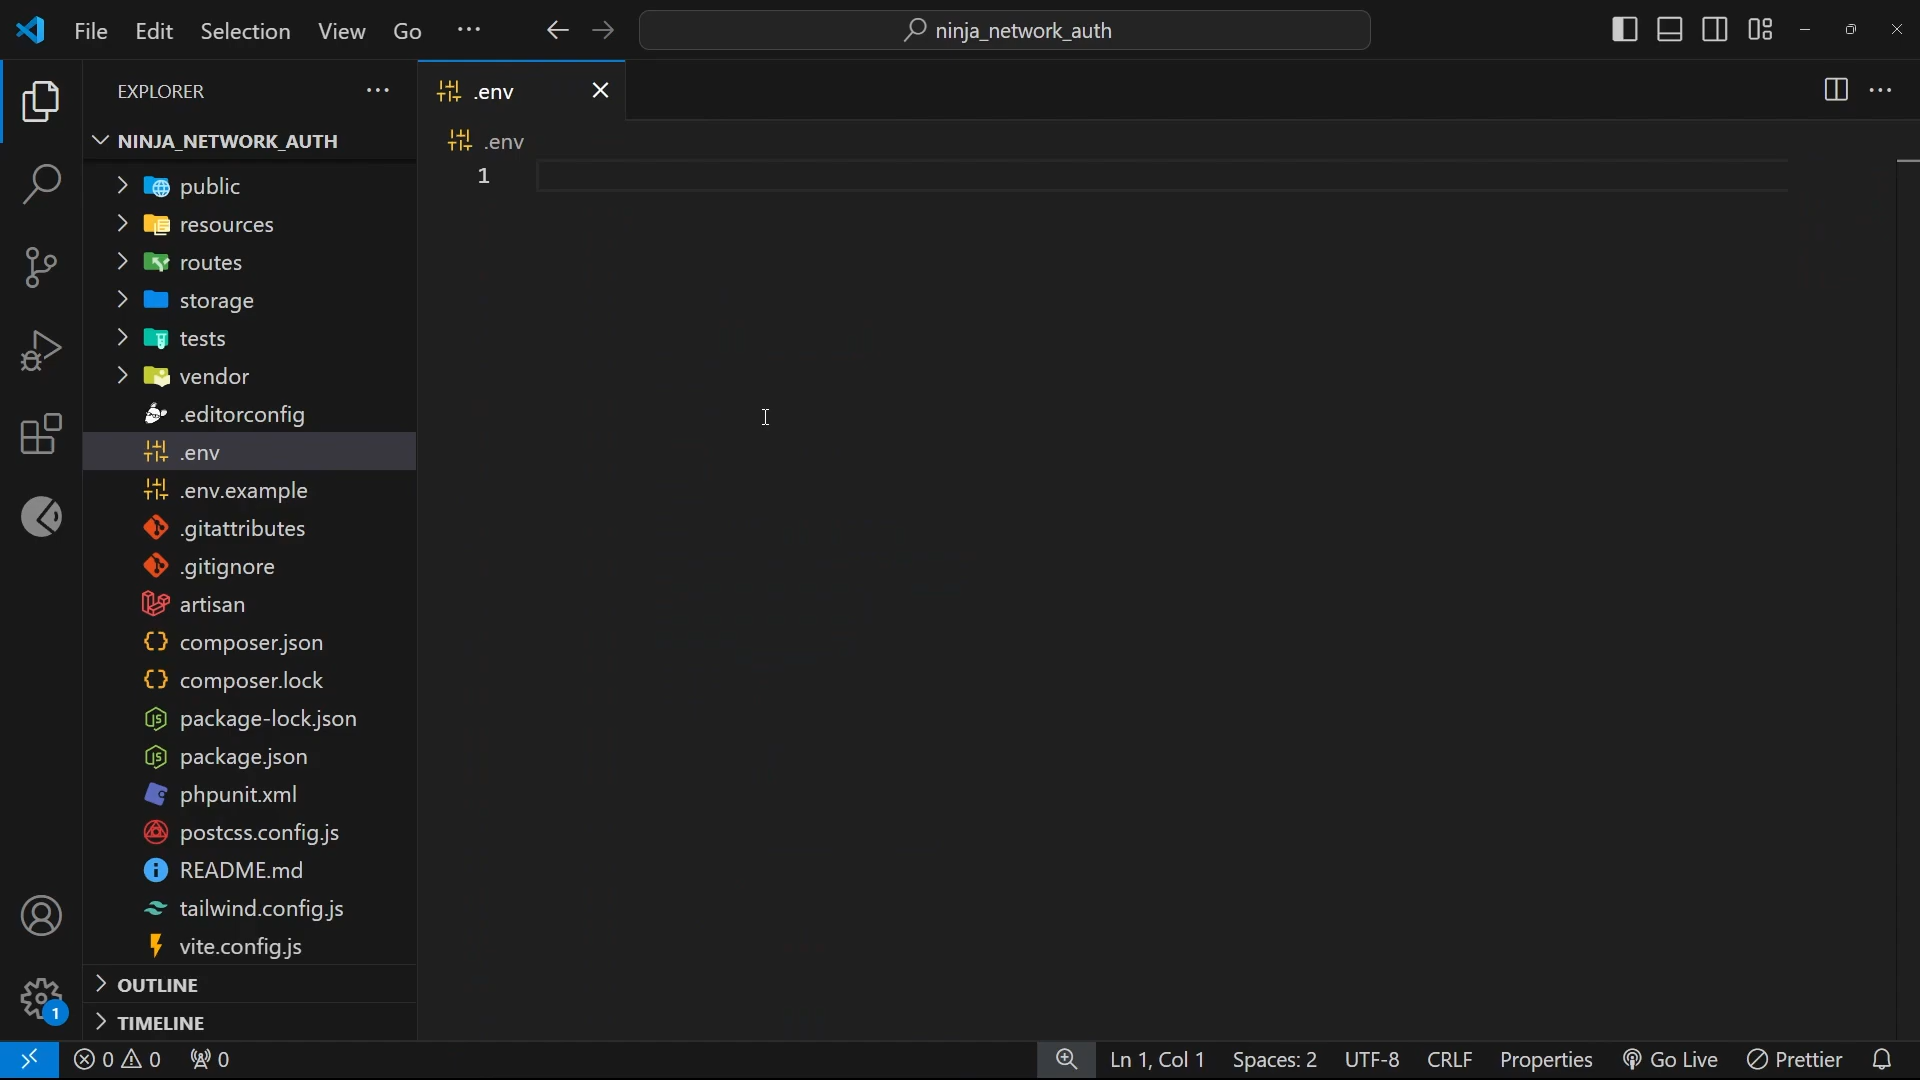 File Edit Selection View Go ninja_network_auth
EXPLORER
.env
NINJA_NETWORK_AUTH
.env
1
public
resources
routes
storage
tests
vendor
.editorconfig
.env
.env.example
.gitattributes
.gitignore
artisan
composer.json
composer.lock
package-lock.json
package.json
phpunit.xml
postcss.config.js
README.md
tailwind.config.js
vite.config.js
OUTLINE
TIMELINE
1
0 0 0 Ln 1, Col 1 Spaces: 2 UTF-8 CRLF Properties Go Live Prettier